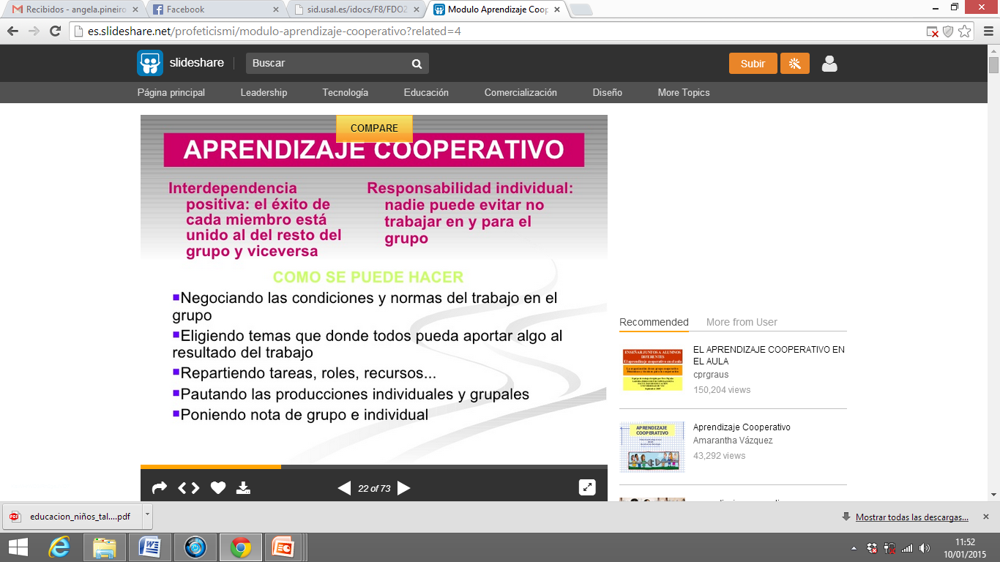 Recibidos - angela.pineiro
Facebook
sid.usal.es/idocs/F8/FDO2
Modulo Aprendizaje Coop
es.slideshare.net/profeticismi/modulo-aprendizaje-cooperativo?related=4
slideshare
Buscar
Subir
Página principal
Leadership
Tecnología
Educación
Comercialización
Diseño
More Topics
COMPARE
APRENDIZAJE COOPERATIVO
Interdependencia
positiva: el éxito de
cada miembro está
unido al del resto del
grupo y viceversa
Responsabilidad individual:
nadie puede evitar no
trabajar en y para el
grupo
COMO SE PUEDE HACER
Negociando las condiciones y normas del trabajo en el
grupo
Eligiendo temas que donde todos pueda aportar algo al
resultado del trabajo
Repartiendo tareas, roles, recursos...
Pautando las producciones individuales y grupales
Poniendo nota de grupo e individual
22 of 73
Recommended
More from User
ENSEÑAR JUNTOS A ALUMNOS
DIFERENTES
El aprendizaje cooperativo en el aula
EL APRENDIZAJE COOPERATIVO EN
EL AULA
cprgraus
150,204 views
APRENDIZAJE
COOPERATIVO
Aprendizaje Cooperativo
Amarantha Vázquez
43,292 views
PDF
educacion_niños_tal....pdf
Mostrar todas las descargas...
11:52
10/01/2015